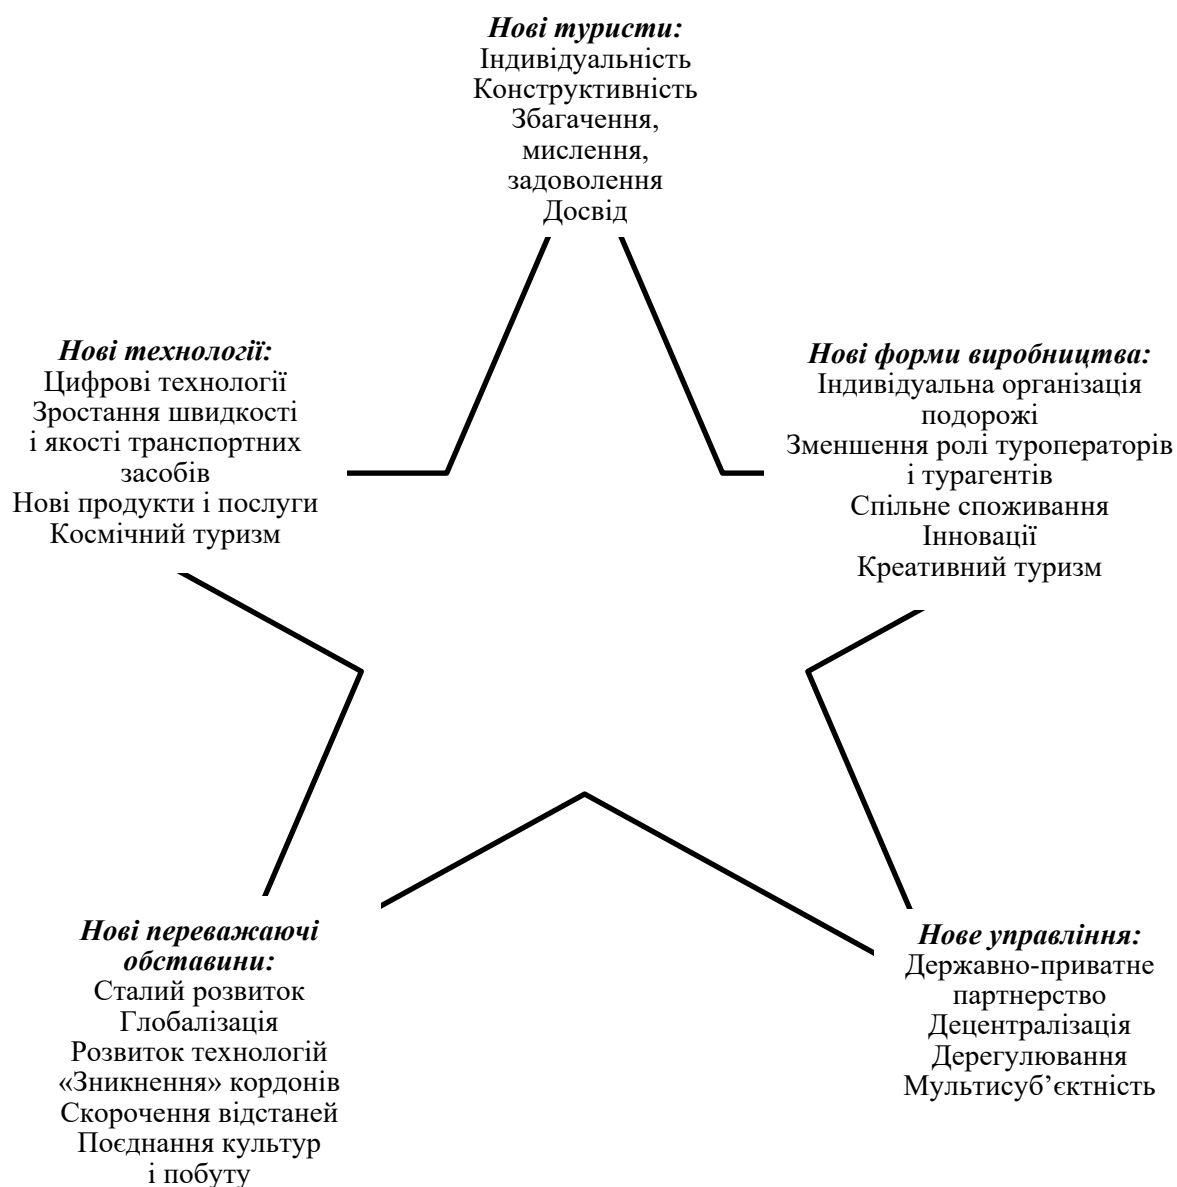 Нові туристи:
Індивідуальність
Конструктивність
Збагачення,
мислення,
задоволення
Досвід
Нові технології:
Цифрові технології
Зростання швидкості
і якості транспортних
засобів
Нові продукти і послуги
Космічний туризм
Нові форми виробництва:
Індивідуальна організація
подорожі
Зменшення ролі туроператорів
і турагентів
Спільне споживання
Інновації
Креативний туризм
Нові переважаючі
обставини:
Сталий розвиток
Глобалізація
Розвиток технологій
«Зникнення» кордонів
Скорочення відстаней
Поєднання культур
і побуту
Нове управління:
Державно-приватне
партнерство
Децентралізація
Дерегулювання
Мультисуб’єктність